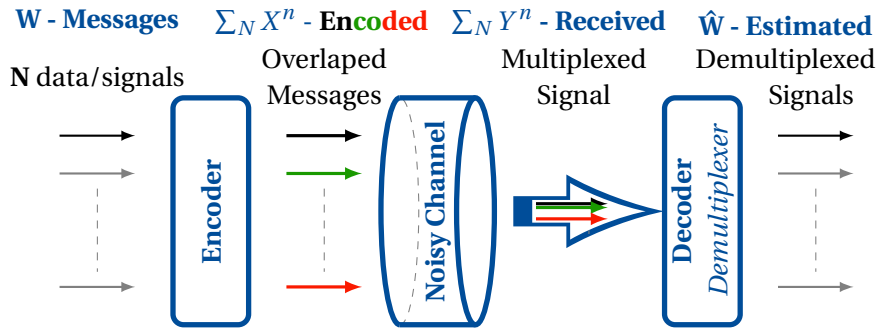 W - Messages
∑_N X^n - Encoded
∑_N Y^n - Received
Ŵ - Estimated
N data/signals
Overlaped
Messages
Multiplexed
Signal
Demultiplexed
Signals
Encoder
Noisy Channel
Decoder
Demultiplexer